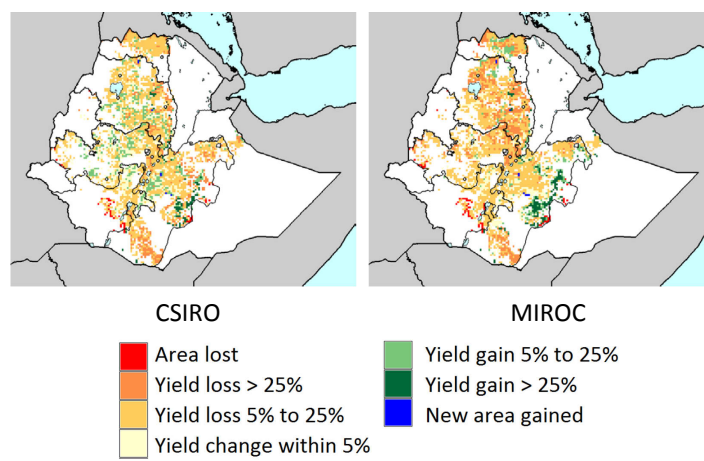 CSIRO
MIROC
Area lost
Yield loss > 25%
Yield loss 5% to 25%
Yield change within 5%
Yield gain 5% to 25%
Yield gain > 25%
New area gained